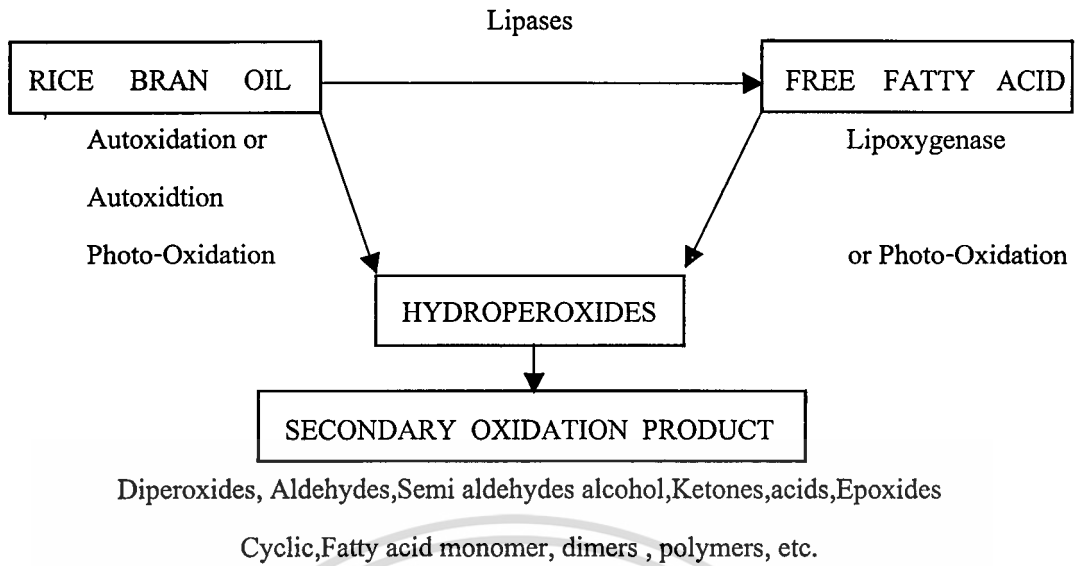 Lipases
RICE BRAN OIL
FREE FATTY ACID
Autoxidation or
Lipoxygenase
Autoxidtion
Photo-Oxidation
or Photo-Oxidation
HYDROPEROXIDES
SECONDARY OXIDATION PRODUCT
Diperoxides, Aldehydes,Semi aldehydes alcohol,Ketones,acids,Epoxides
Cyclic,Fatty acid monomer, dimers , polymers, etc.